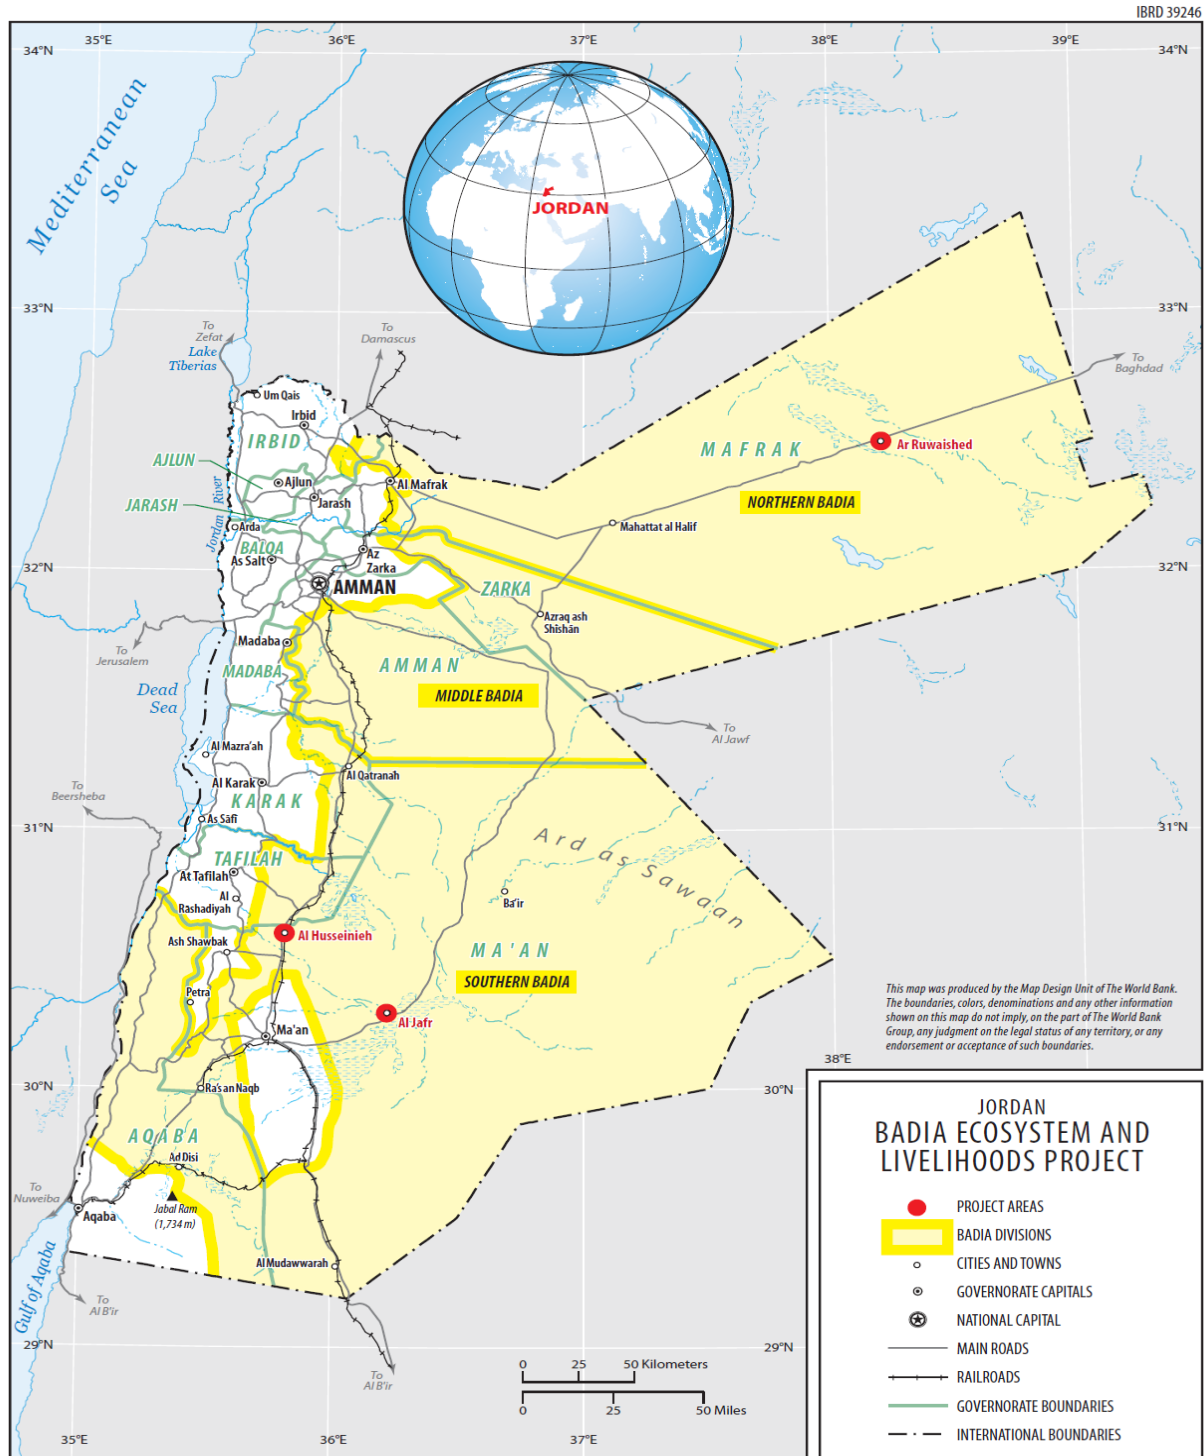 IBRD 39246
35°E
36°E
37°E
38°E
39°E
34°N
34°N
Mediterranean
Sea
JORDAN
33°N
33°N
To
Zefat
Lake
Tiberias
To
Damascus
To
Baghdad
Um Qais
Irbid
IRBID
MAFRAK
Ar Ruwaished
AJLUN
Ajlun
Al Mafrak
JARASH
Jarash
NORTHERN BADIA
Jordan River
Arda
Mahattat al Halif
BALQA
As Salt
Az
Zarka
32°N
32°N
AMMAN
ZARKA
Azraq ash
Shishān
To
Jerusalem
Madaba
MADABA
AMMAN
MIDDLE BADIA
Dead
Sea
To
Al Jawf
Al Mazra'ah
Al Qatranah
To
Beersheba
Al Karak
KARAK
As Sāfī
31°N
31°N
Ard as Sawaan
TAFILAH
At Tafilah
Al
Rāshadiyah
Ba'ir
Ash Shawbak
Al Husseinieh
MA'AN
SOUTHERN BADIA
Petra
Al Jafr
Ma'an
This map was produced by the Map Design Unit of The World Bank.
The boundaries, colors, denominations and any other information
shown on this map do not imply, on the part of The World Bank
Group, any judgment on the legal status of any territory, or any
endorsement or acceptance of such boundaries.
38°E
30°N
30°N
Ra's an Naqb
AQABA
Ad Disi
To
Nuweiba
Jabal Ram
(1,734 m)
Aqaba
Al Mudawwarah
Gulf of Aqaba
To
Al B'ir
29°N
29°N
To
Al B'ir
0 25 50 Kilometers
0 25 50 Miles
35°E
36°E
37°E
JORDAN
BADIA ECOSYSTEM AND
LIVELIHOODS PROJECT
PROJECT AREAS
BADIA DIVISIONS
CITIES AND TOWNS
GOVERNORATE CAPITALS
NATIONAL CAPITAL
MAIN ROADS
RAILROADS
GOVERNORATE BOUNDARIES
INTERNATIONAL BOUNDARIES